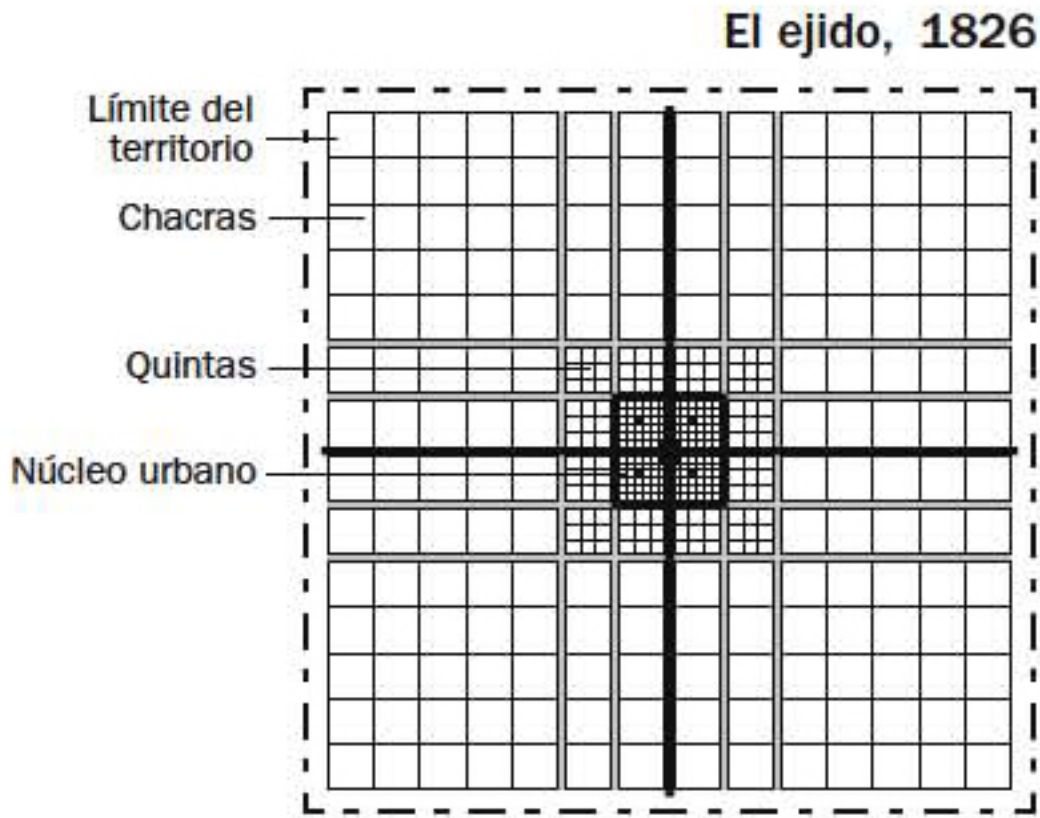 El ejido, 1826
Límite del
territorio
Chacras
Quintas
Núcleo urbano